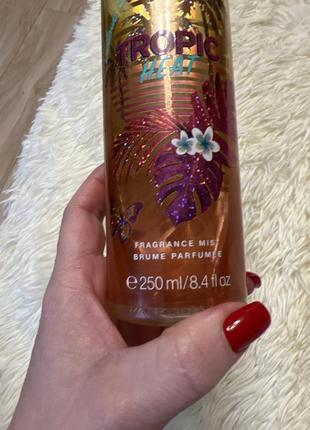 TROPIC
HEAT
FRAGRANCE MIST
BRUME PARFUMÉE
℮ 250 ml/8.4 fl oz